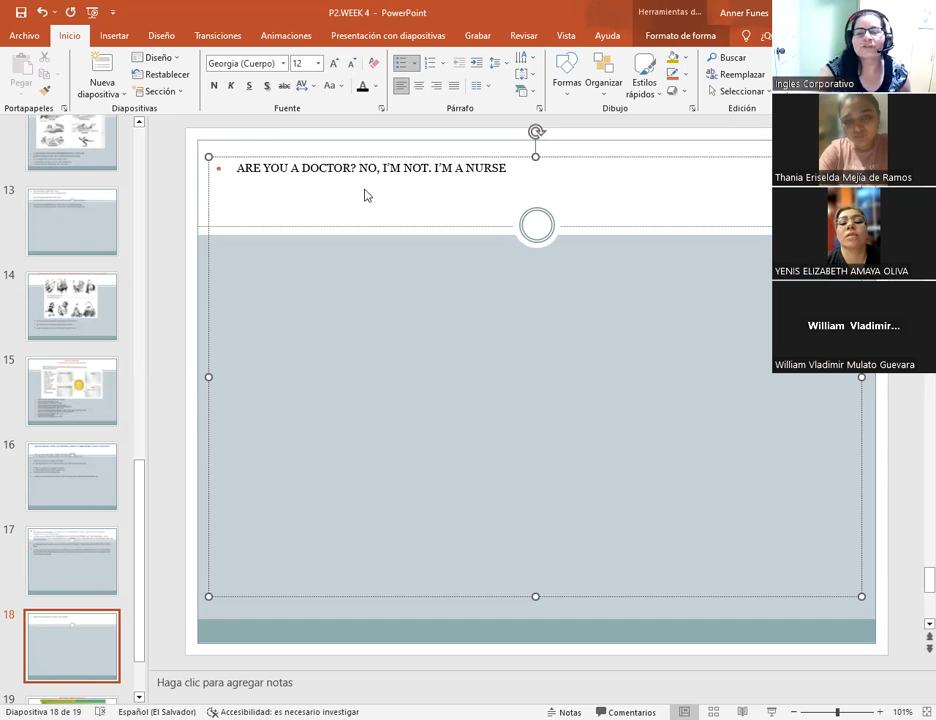 P2.WEEK 4 - PowerPoint
Herramientas d...
Anner Funes
Archivo
Inicio
Insertar
Diseño
Transiciones
Animaciones
Presentación con diapositivas
Grabar
Revisar
Vista
Ayuda
Formato de forma
Pegar
Nueva
diapositiva
Diseño
Restablecer
Sección
Georgia (Cuerpo)
12
N K S S abc AV Aa A
Formas
Organizar
Estilos
rápidos
Buscar
Reemplazar
Seleccionar
Portapapeles
Diapositivas
Fuente
Párrafo
Dibujo
Edición
Ingles Corporativo
Thania Eriselda Mejía de Ramos
YENIS ELIZABETH AMAYA OLIVA
William Vladimir...
William Vladimir Mulato Guevara
13
14
15
16
17
18
19
• ARE YOU A DOCTOR? NO, I'M NOT. I'M A NURSE
Haga clic para agregar notas
Diapositiva 18 de 19
Español (El Salvador)
Accesibilidad: es necesario investigar
Notas
Comentarios
101%